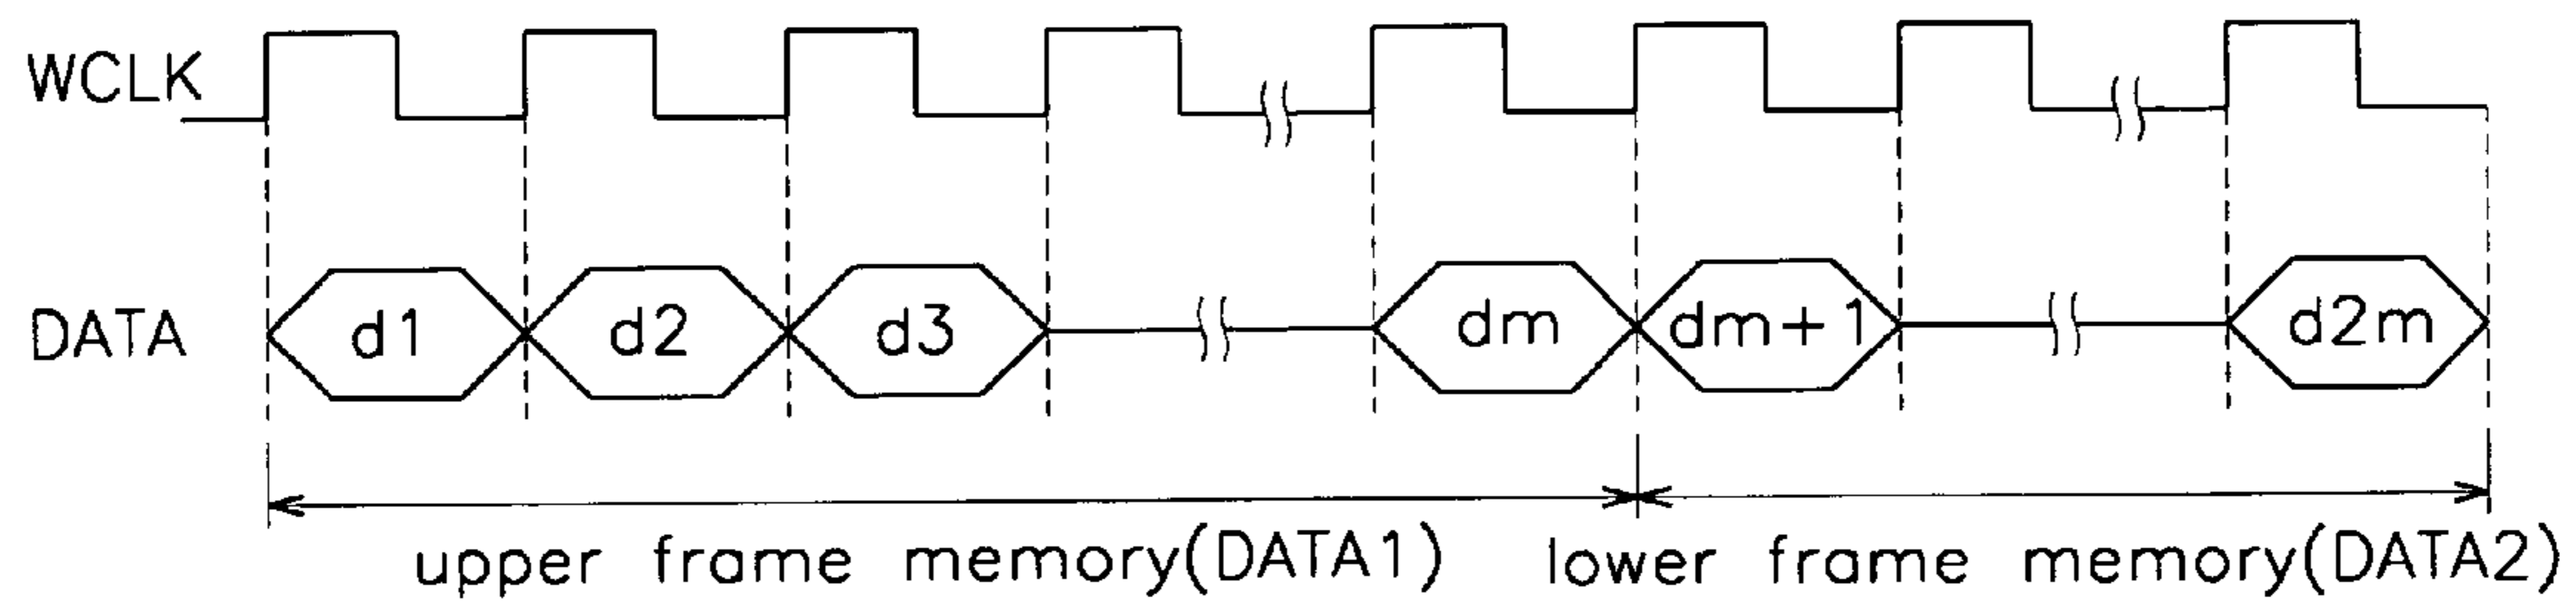 WCLK
DATA d1 d2 d3 dm dm+1 d2m
upper frame memory(DATA1) lower frame memory(DATA2)